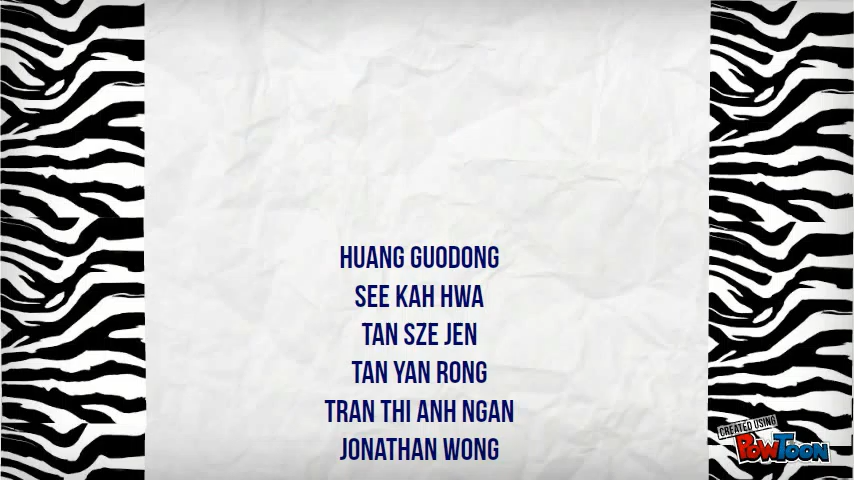 HUANG GUODONG
SEE KAH HWA
TAN SZE JEN
TAN YAN RONG
TRAN THI ANH NGAN
JONATHAN WONG
CREATED USING
POWTOON